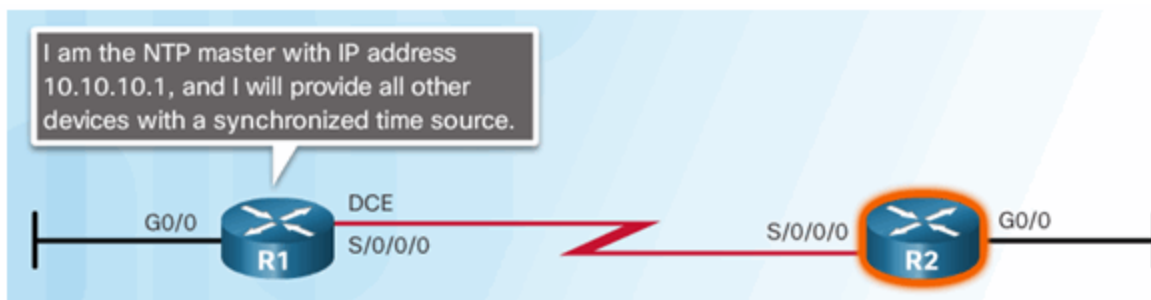 I am the NTP master with IP address
10.10.10.1, and I will provide all other
devices with a synchronized time source.
G0/0
DCE
S/0/0/0
R1
S/0/0/0
G0/0
R2